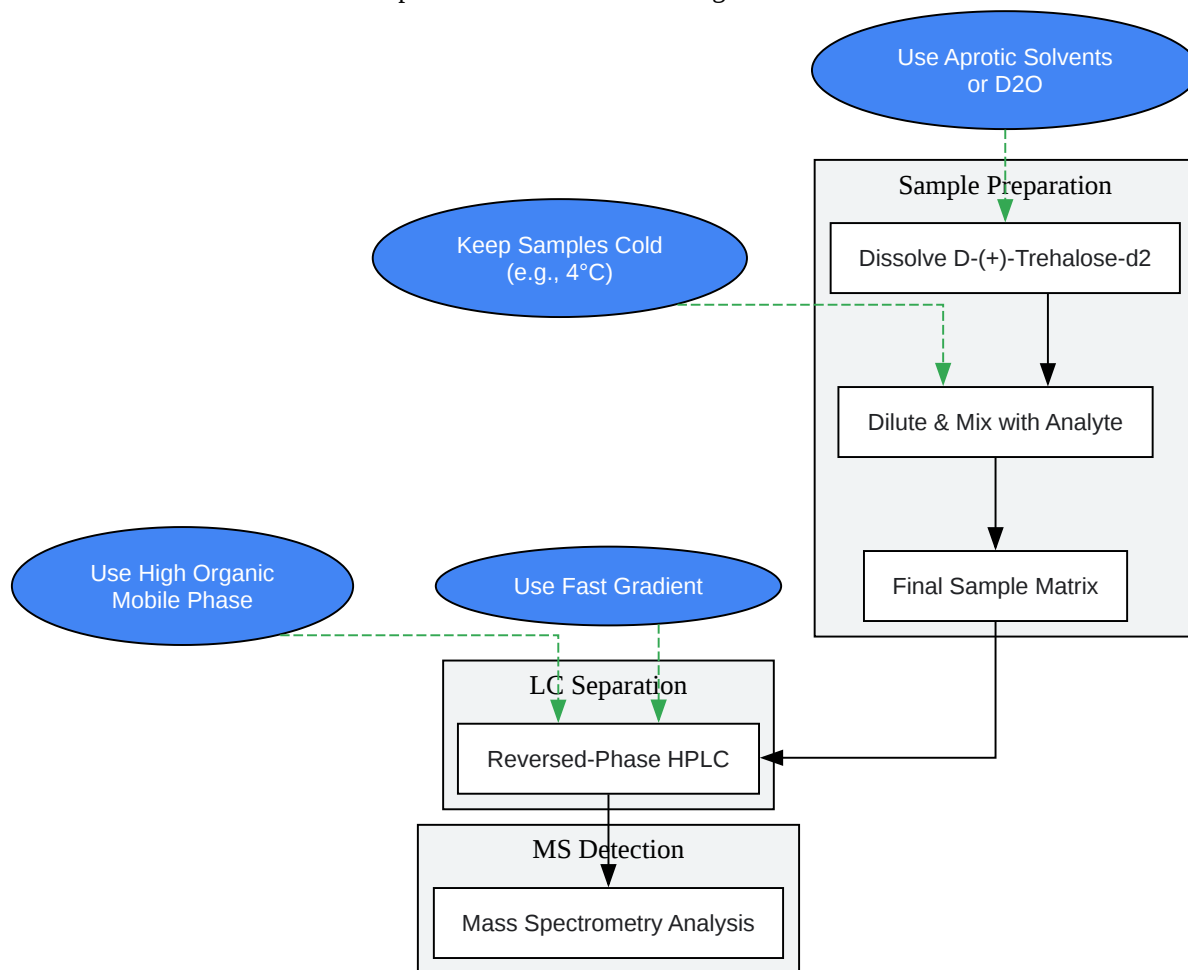 Use Aprotic Solvents
or D2O
Sample Preparation
Keep Samples Cold
(e.g., 4°C)
Dissolve D-(+)-Trehalose-d2
Dilute & Mix with Analyte
Use High Organic
Mobile Phase
Use Fast Gradient
Final Sample Matrix
LC Separation
Reversed-Phase HPLC
MS Detection
Mass Spectrometry Analysis